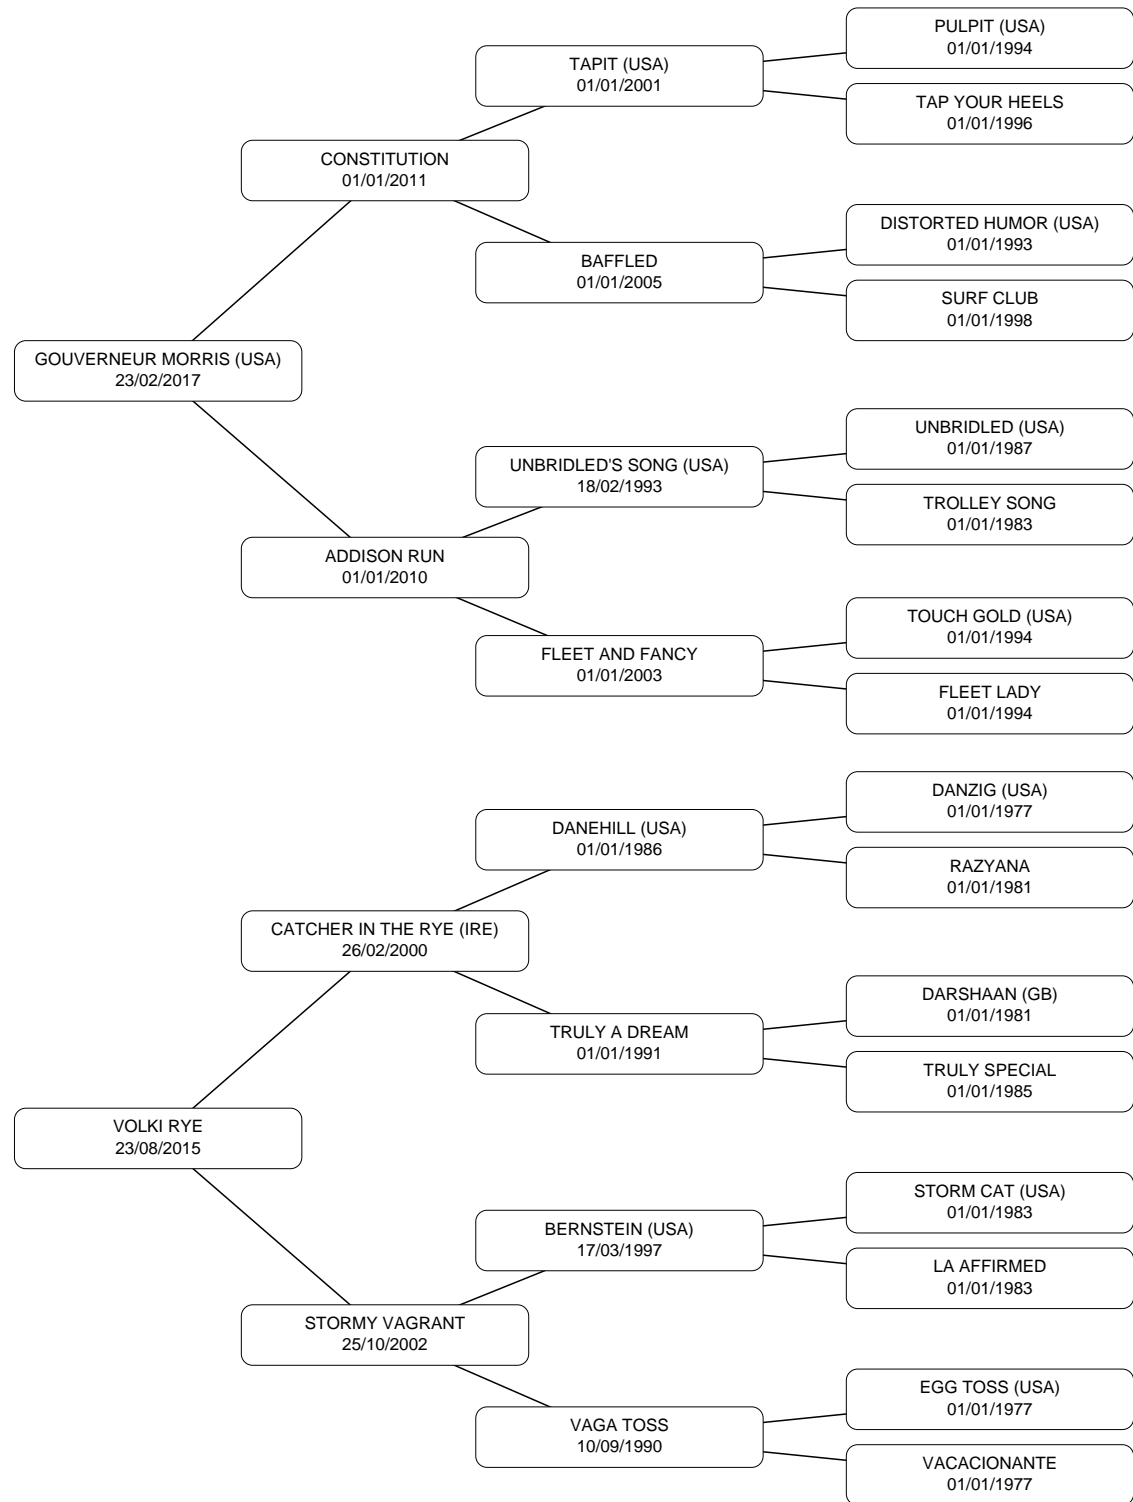 PULPIT (USA)
01/01/1994
TAPIT (USA)
01/01/2001
TAP YOUR HEELS
01/01/1996
CONSTITUTION
01/01/2011
DISTORTED HUMOR (USA)
01/01/1993
BAFFLED
01/01/2005
SURF CLUB
01/01/1998
GOUVERNEUR MORRIS (USA)
23/02/2017
UNBRIDLED (USA)
01/01/1987
UNBRIDLED'S SONG (USA)
18/02/1993
TROLLEY SONG
01/01/1983
ADDISON RUN
01/01/2010
TOUCH GOLD (USA)
01/01/1994
FLEET AND FANCY
01/01/2003
FLEET LADY
01/01/1994
DANZIG (USA)
01/01/1977
DANEHILL (USA)
01/01/1986
RAZYANA
01/01/1981
CATCHER IN THE RYE (IRE)
26/02/2000
DARSHAAN (GB)
01/01/1981
TRULY A DREAM
01/01/1991
TRULY SPECIAL
01/01/1985
VOLKI RYE
23/08/2015
STORM CAT (USA)
01/01/1983
BERNSTEIN (USA)
17/03/1997
LA AFFIRMED
01/01/1983
STORMY VAGRANT
25/10/2002
EGG TOSS (USA)
01/01/1977
VAGA TOSS
10/09/1990
VACACIONANTE
01/01/1977